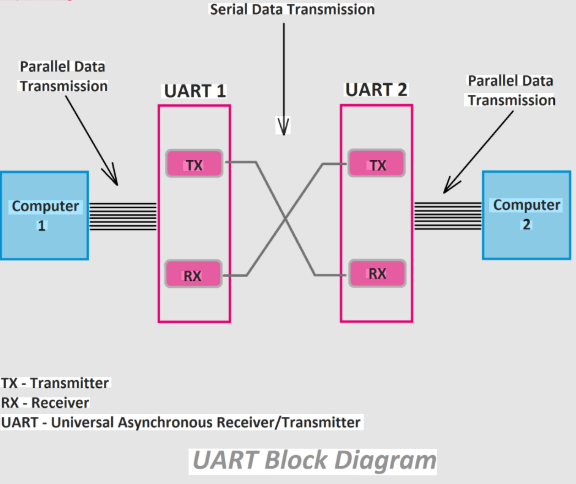 Serial Data Transmission
Parallel Data
Transmission
UART 1
UART 2
Parallel Data
Transmission
TX
TX
Computer
1
Computer
2
RX
RX
TX - Transmitter
RX - Receiver
UART - Universal Asynchronous Receiver/Transmitter
UART Block Diagram